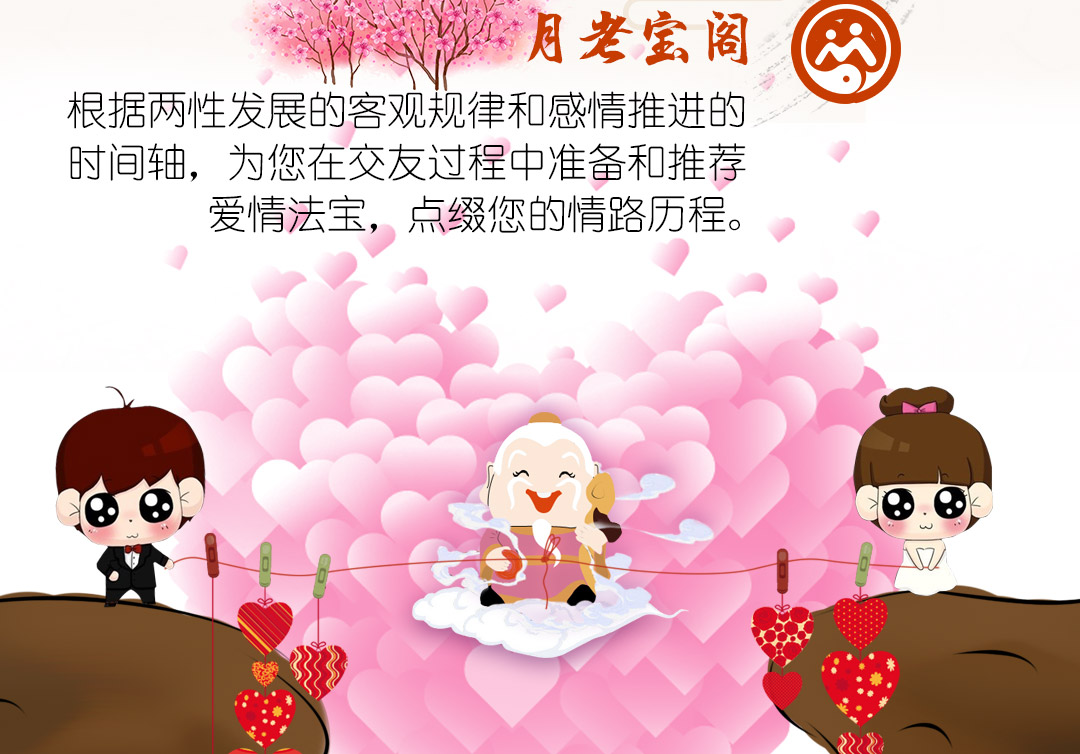 月老宝阁
根据两性发展的客观规律和感情推进的
时间轴，为您在交友过程中准备和推荐
爱情法宝，点缀您的情路历程。